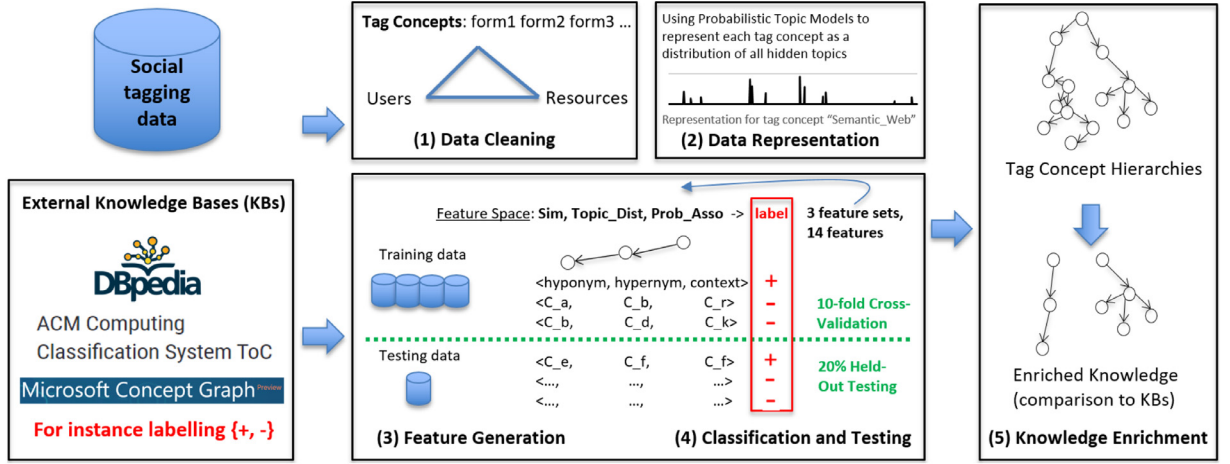 Social
tagging
data
Tag Concepts: form1 form2 form3 ...
Users
Resources
(1) Data Cleaning
Using Probabilistic Topic Models to
represent each tag concept as a
distribution of all hidden topics
Representation for tag concept "Semantic_Web"
(2) Data Representation
External Knowledge Bases (KBs)
DBpedia
ACM Computing
Classification System ToC
Microsoft Concept Graph Preview
For instance labelling {+, -}
Feature Space: Sim, Topic_Dist, Prob_Asso -> label
3 feature sets,
14 features
Training data
<hyponym, hypernym, context> +
<C_a, C_b, C_r> -
<C_b, C_d, C_k> -
10-fold Cross-
Validation
Testing data
<C_e, C_f, C_f> +
<..., ..., ...> -
<..., ..., ...> -
20% Held-
Out Testing
(3) Feature Generation
(4) Classification and Testing
Tag Concept Hierarchies
Enriched Knowledge
(comparison to KBs)
(5) Knowledge Enrichment